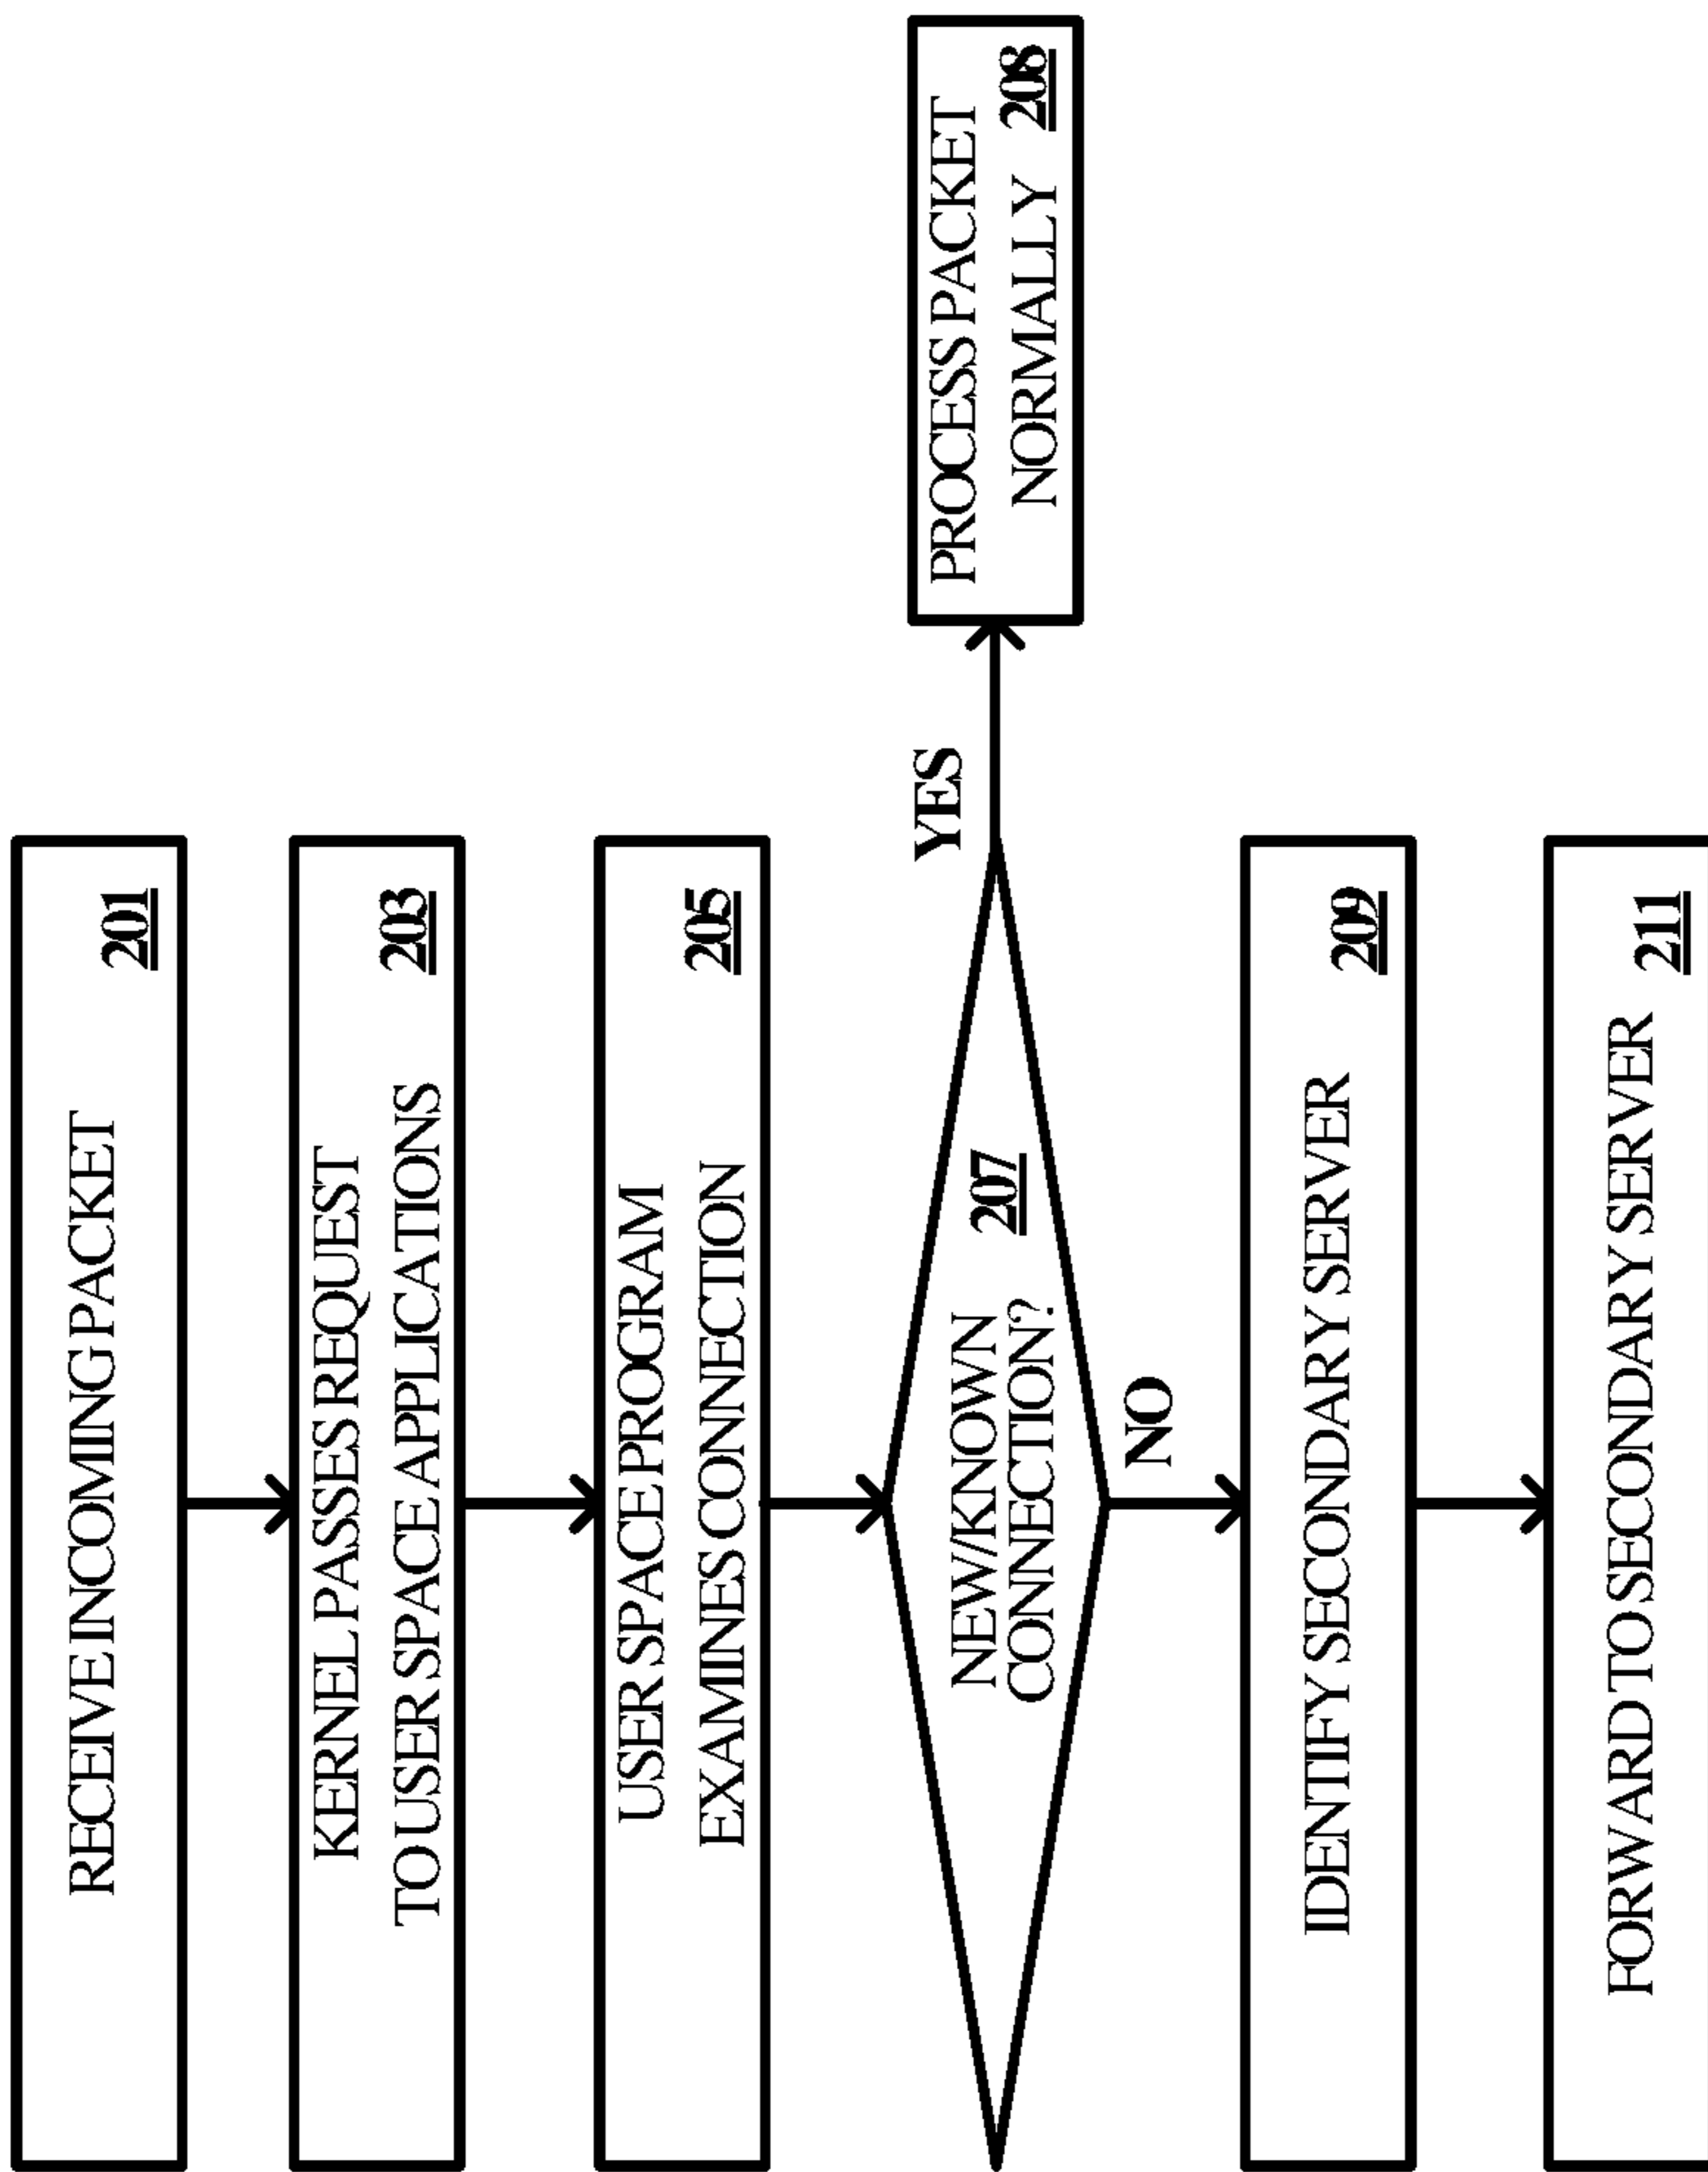 RECEIVE INCOMING PACKET
201
KERNEL PASSES REQUEST
TO USER SPACE APPLICATIONS 203
USER SPACE PROGRAM
EXAMINES CONNECTION 205
NEW/KNOWN
CONNECTION? 207
YES
PROCESS PACKET
NORMALLY 208
NO
IDENTIFY SECONDARY SERVER
209
FORWARD TO SECONDARY SERVER
211